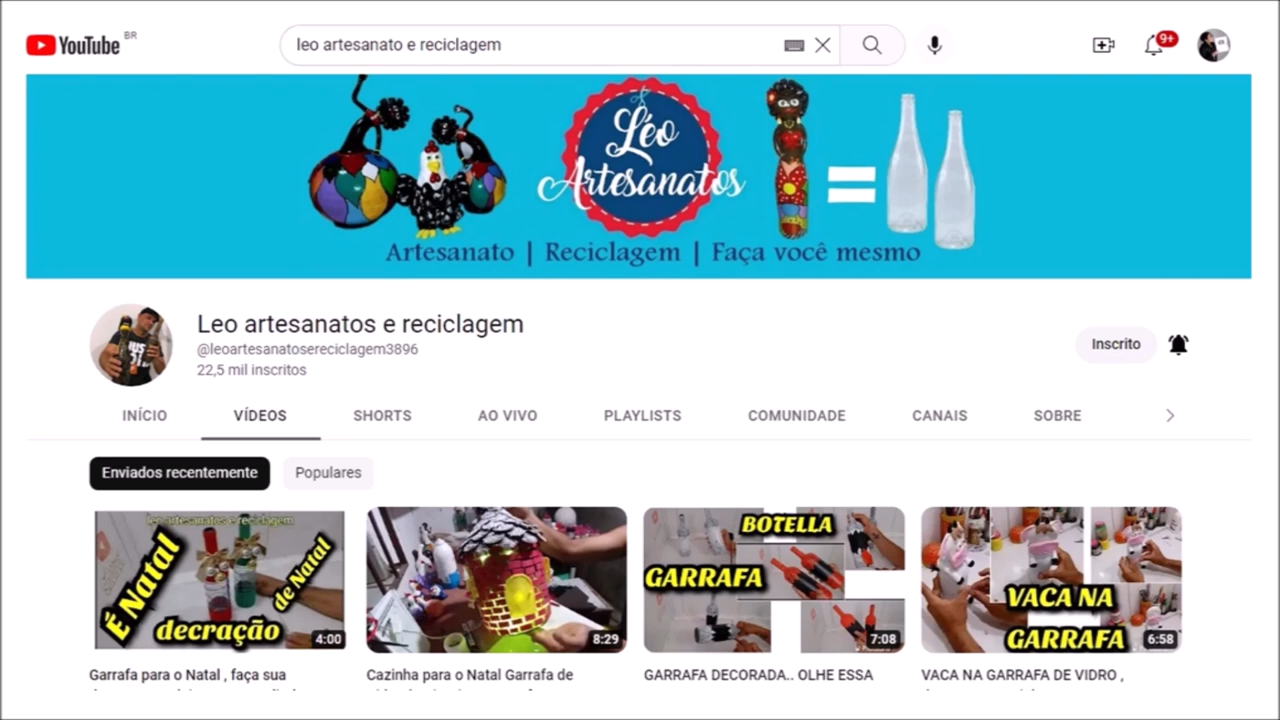 YouTube BR
leo artesanato e reciclagem
9+
Léo
Artesanatos
Artesanato | Reciclagem | Faça você mesmo
Leo artesanatos e reciclagem
@leoartesanatosereciclagem3896
22,5 mil inscritos
Inscrito
INÍCIO VÍDEOS SHORTS AO VIVO PLAYLISTS COMUNIDADE CANAIS SOBRE
Enviados recentemente Populares
leo artesanatos e reciclagem
É Natal
de Natal
decração
4:00
8:29
BOTELLA
GARRAFA
7:08
VACA NA
GARRAFA
6:58
Garrafa para o Natal , faça sua
Cazinha para o Natal Garrafa de
GARRAFA DECORADA.. OLHE ESSA
VACA NA GARRAFA DE VIDRO ,